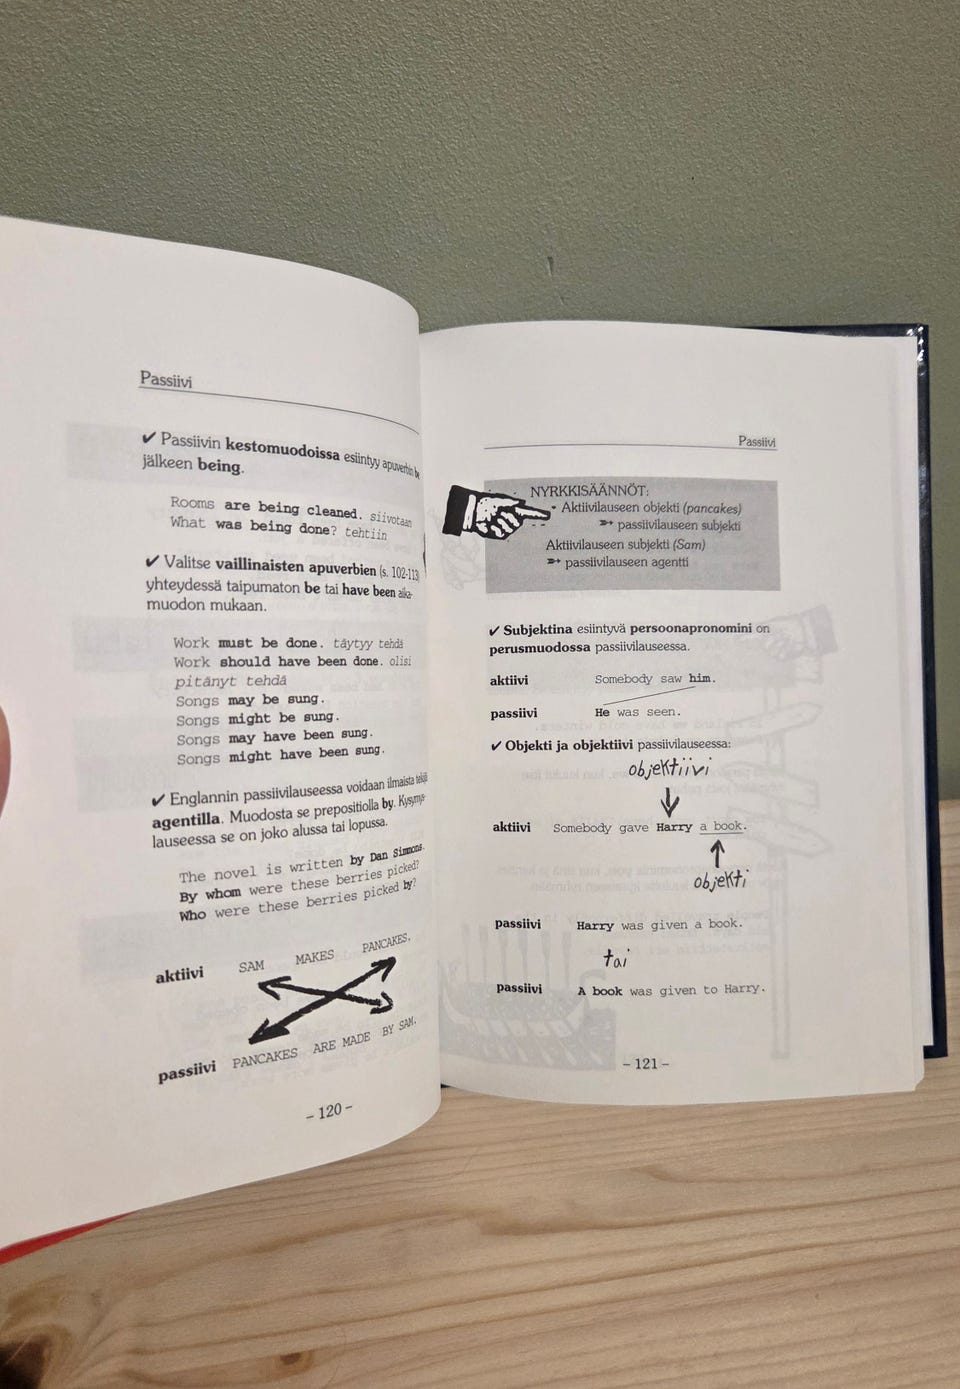 Passiivi
✔ Passiivin kestomuodoissa esiintyy apuverbin be
jälkeen being.
Rooms are being cleaned. siivotaan
What was being done? tehtiin
✔ Valitse vaillinaisten apuverbien (s. 102-113)
yhteydessä taipumaton be tai have been aika-
muodon mukaan.
Work must be done. täytyy tehdä
Work should have been done. olisi
pitänyt tehdä
Songs may be sung.
Songs might be sung.
Songs may have been sung.
Songs might have been sung.
✔ Englannin passiivilauseessa voidaan ilmaista tekijä
agentilla. Muodosta se prepositiolla by. Kysymys-
lauseessa se on joko alussa tai lopussa.
The novel is written by Dan Simmons.
By whom were these berries picked?
Who were these berries picked by?
aktiivi SAM MAKES PANCAKES.
passiivi PANCAKES ARE MADE BY SAM.
– 120 –
Passiivi
NYRKKISÄÄNNÖT:
• Aktiivilauseen objekti (pancakes)
➳ passiivilauseen subjekti
Aktiivilauseen subjekti (Sam)
➳ passiivilauseen agentti
✔ Subjektina esiintyvä persoonapronomini on
perusmuodossa passiivilauseessa.
aktiivi Somebody saw him.
passiivi He was seen.
✔ Objekti ja objektiivi passiivilauseessa:
objektiivi
aktiivi Somebody gave Harry a book.
objekti
passiivi Harry was given a book.
tai
passiivi A book was given to Harry.
– 121 –